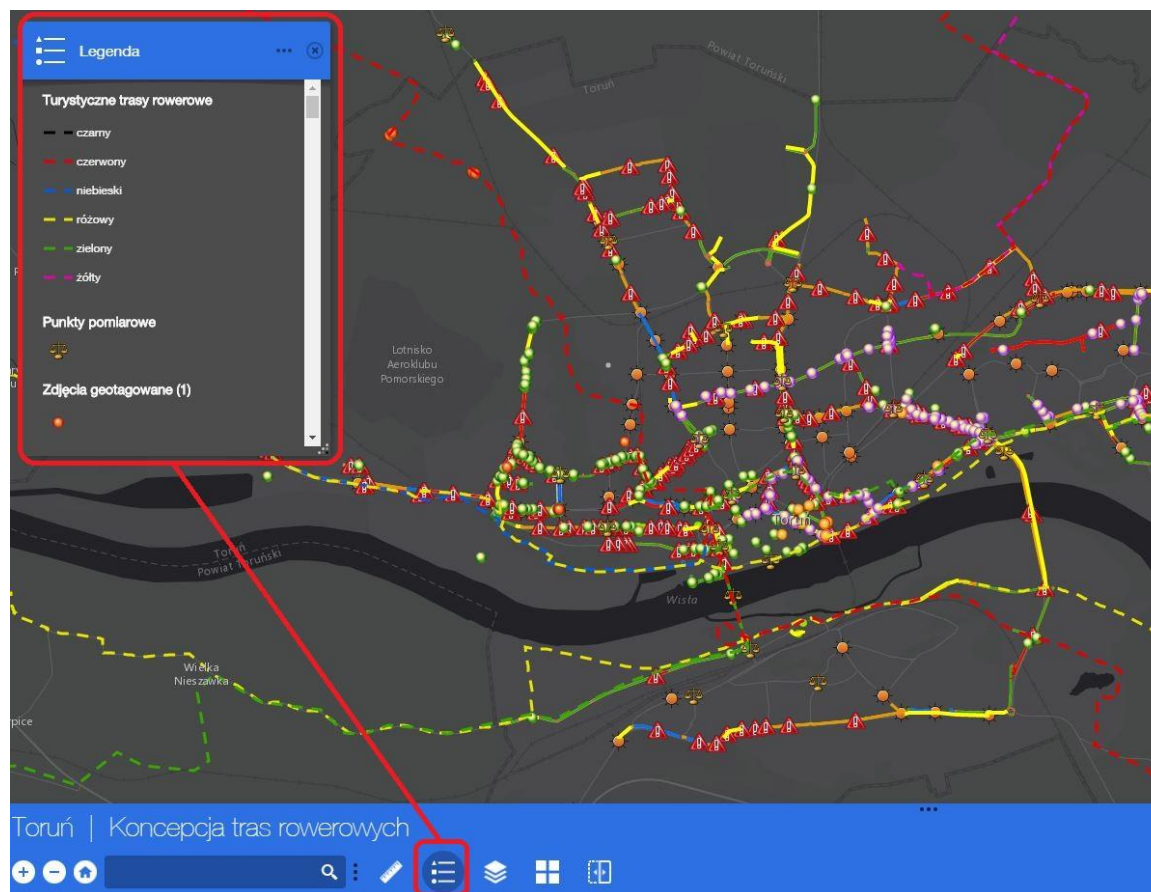 Legenda
Turystyczne trasy rowerowe
czarny
czerwony
niebieski
różowy
zielony
żółty
Punkty pomiarowe
Zdjęcia geotagowane (1)
Powiat Toruński
Toruń
Lotnisko
Aeroklubu
Pomorskiego
Toruń
Toruń
Powiat Toruński
Wisła
Wielka
Nieszawka
pice
Toruń | Koncepcja tras rowerowych